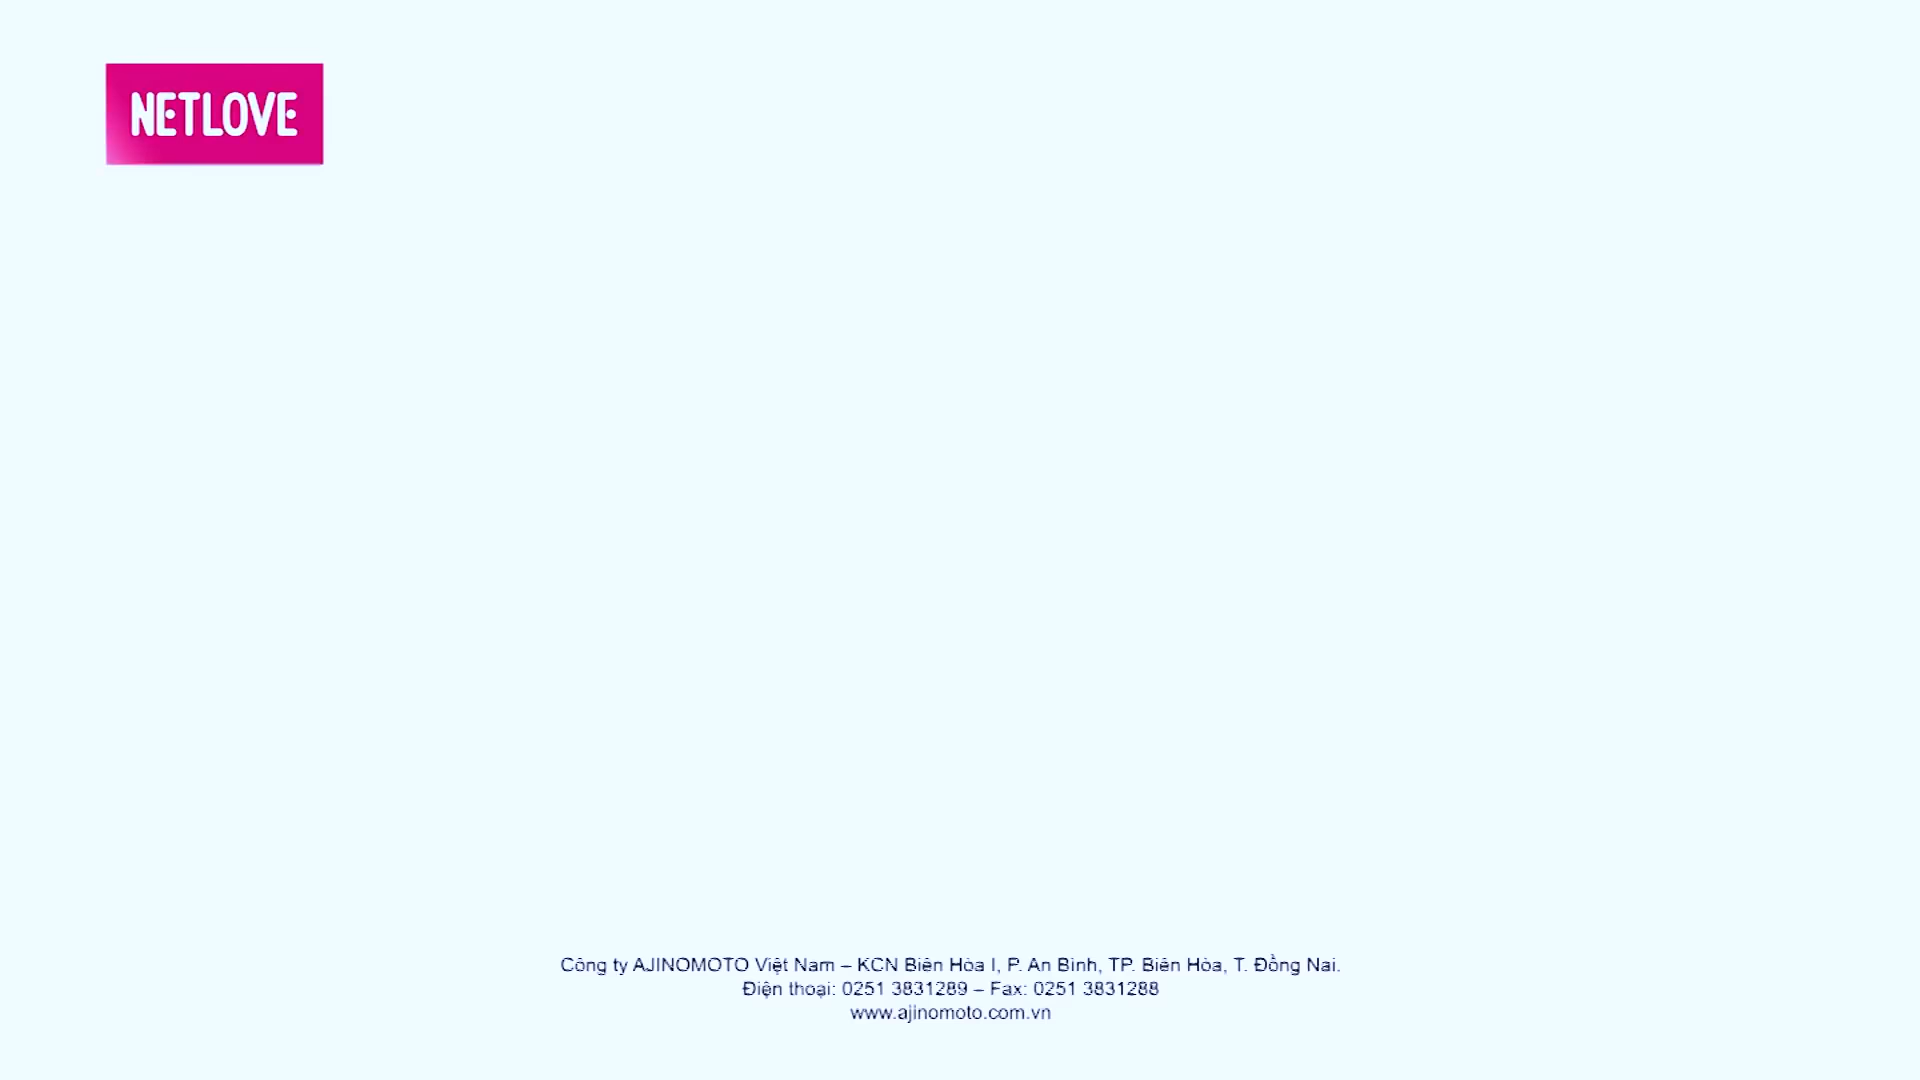 NETLOVE
Công ty AJINOMOTO Việt Nam – KCN Biên Hòa I, P. An Bình, TP. Biên Hòa, T. Đồng Nai.
Điện thoại: 0251 3831289 – Fax: 0251 3831288
www.ajinomoto.com.vn